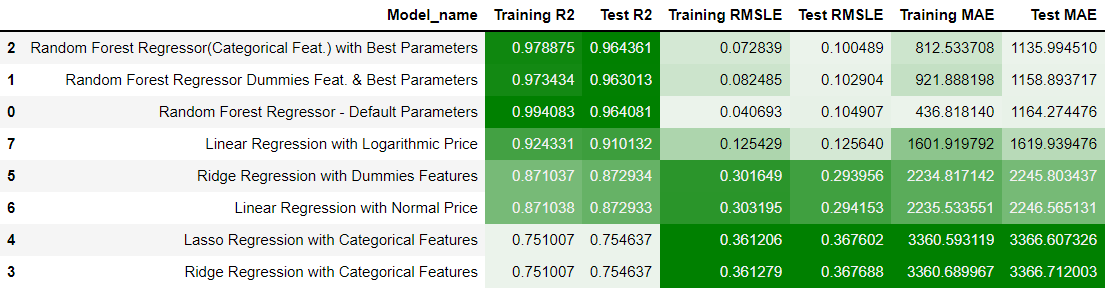 Model_name Training R2 Test R2 Training RMSLE Test RMSLE Training MAE Test MAE
2 Random Forest Regressor(Categorical Feat.) with Best Parameters 0.978875 0.964361 0.072839 0.100489 812.533708 1135.994510
1 Random Forest Regressor Dummies Feat. & Best Parameters 0.973434 0.963013 0.082485 0.102904 921.888198 1158.893717
0 Random Forest Regressor - Default Parameters 0.994083 0.964081 0.040693 0.104907 436.818140 1164.274476
7 Linear Regression with Logarithmic Price 0.924331 0.910132 0.125429 0.125640 1601.919792 1619.939476
5 Ridge Regression with Dummies Features 0.871037 0.872934 0.301649 0.293956 2234.817142 2245.803437
6 Linear Regression with Normal Price 0.871038 0.872933 0.303195 0.294153 2235.533551 2246.565131
4 Lasso Regression with Categorical Features 0.751007 0.754637 0.361206 0.367602 3360.593119 3366.607326
3 Ridge Regression with Categorical Features 0.751007 0.754637 0.361279 0.367688 3360.689967 3366.712003